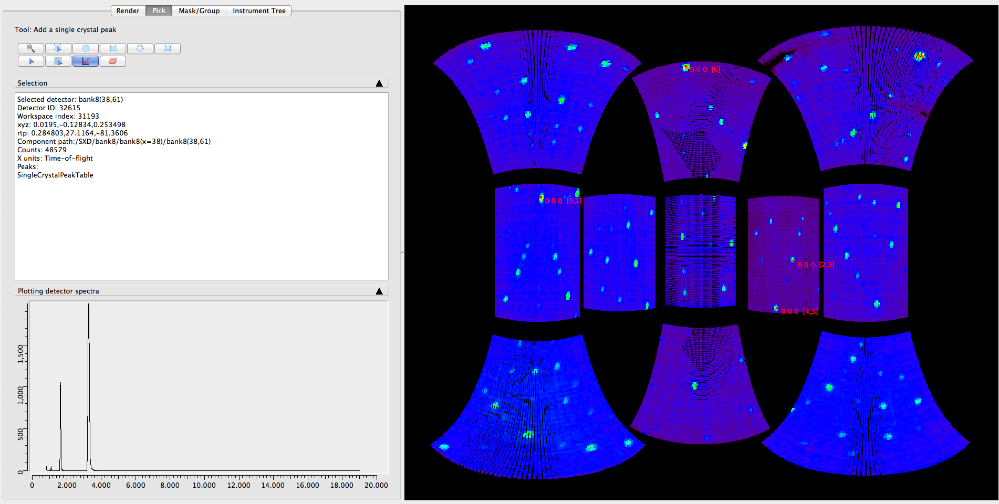 Render Pick Mask/Group Instrument Tree
Tool: Add a single crystal peak
Selection
Selected detector: bank8(38,61)
Detector ID: 32615
Workspace index: 31193
xyz: 0.0195,-0.12834,0.253498
rtp: 0.284803,27.1164,-81.3606
Component path:/SXD/bank8/bank8(x=38)/bank8(38,61)
Counts: 48579
X units: Time-of-flight
Peaks:
SingleCrystalPeakTable
Plotting detector spectra
1,500
1,000
500
0
0 2,000 4,000 6,000 8,000 10,000 12,000 14,000 16,000 18,000 20,000
0 0 0 [6]
0 0 0 [0,1]
0 0 0 [2,3]
0 0 0 [4,5]